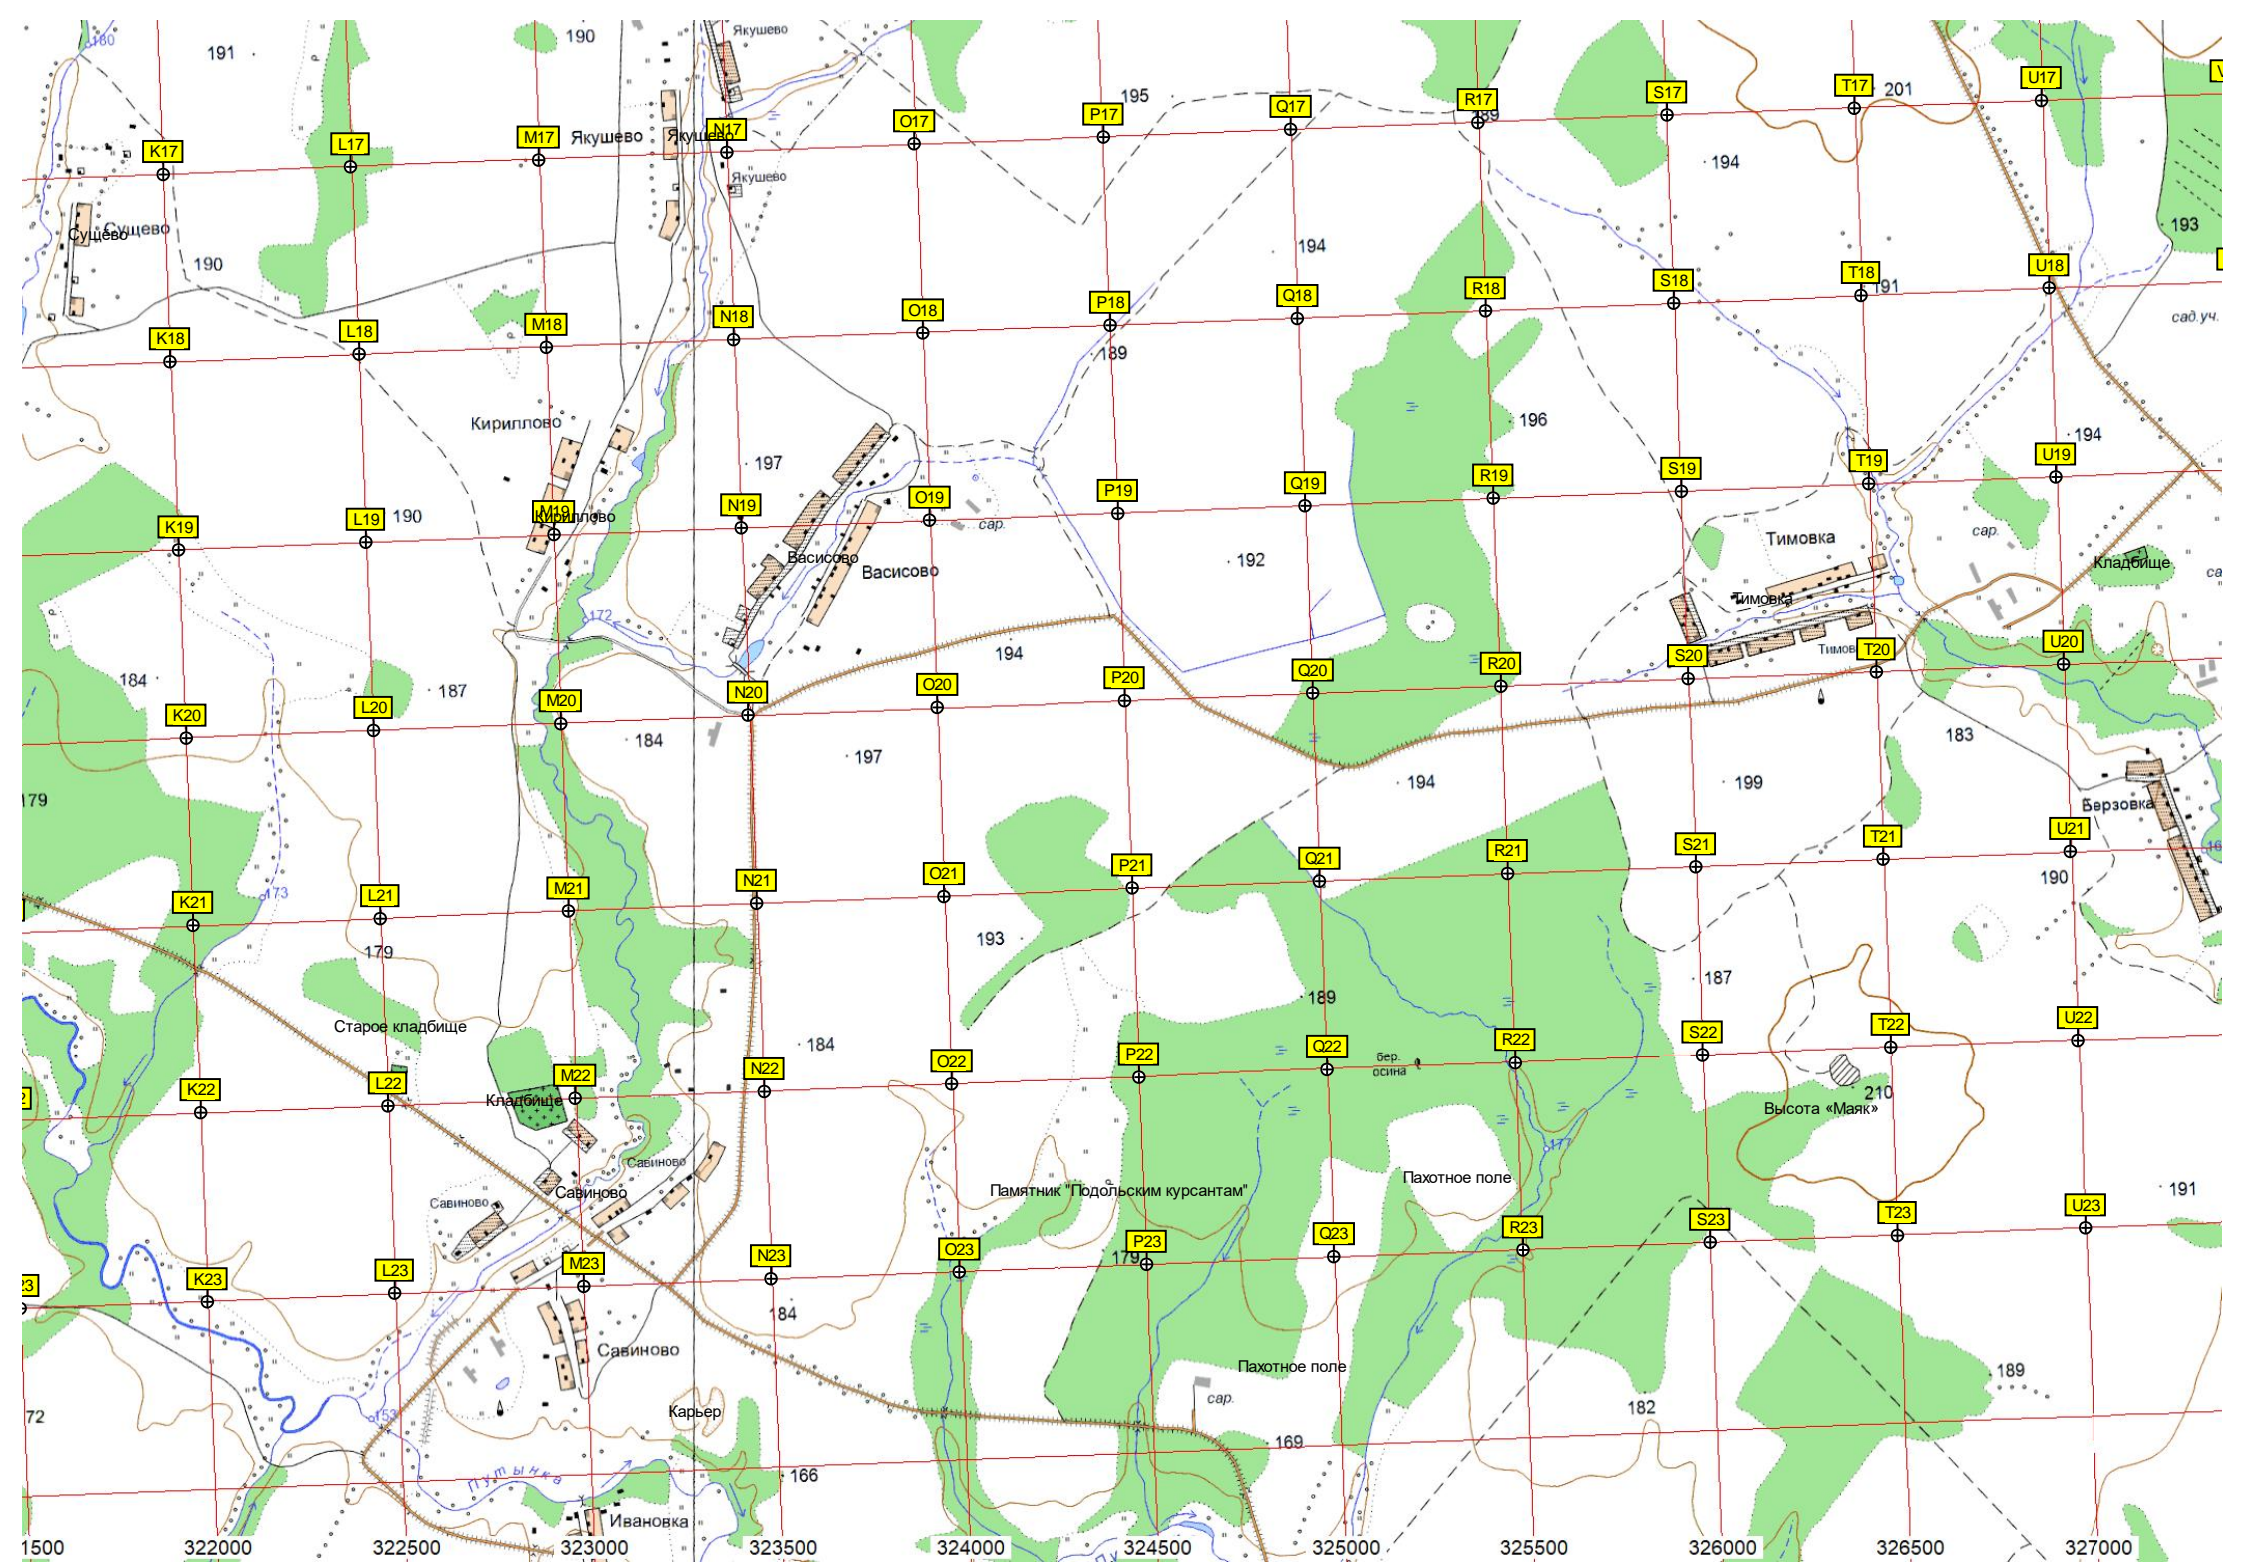 180
191
190
Якушево
195
201
U17
T17
S17
R17
189
Q17
P17
O17
N17
Якушево
Якушево
M17
L17
K17
194
Якушево
Сущево
Сущёво
190
194
193
U18
T18
191
S18
R18
Q18
P18
O18
N18
M18
L18
K18
сад.уч.
189
Кириллово
196
194
197
U19
T19
S19
R19
Q19
P19
O19
N19
M19
Кириллово
L19
190
K19
сар.
сар.
Тимовка
Васисово
Васисово
192
Кладбище
Тимовка
172
194
Тимов
U20
T20
S20
R20
Q20
P20
O20
N20
M20
L20
K20
184
187
184
197
194
199
183
179
Берзовка
U21
T21
S21
R21
Q21
P21
O21
N21
M21
L21
K21
173
190
179
193
187
189
Старое кладбище
184
U22
T22
S22
R22
Q22
P22
O22
N22
M22
L22
K22
бер.
осина
210
Кладбище
Высота «Маяк»
177
Савиново
Савиново
Савиново
Памятник "Подольским курсантам"
Пахотное поле
191
U23
T23
S23
R23
Q23
P23
179
O23
N23
M23
L23
K23
184
Савиново
Пахотное поле
189
сар.
Карьер
182
72
153
169
166
Путынка
Ивановка
1500
322000
322500
323000
323500
324000
324500
325000
325500
326000
326500
327000